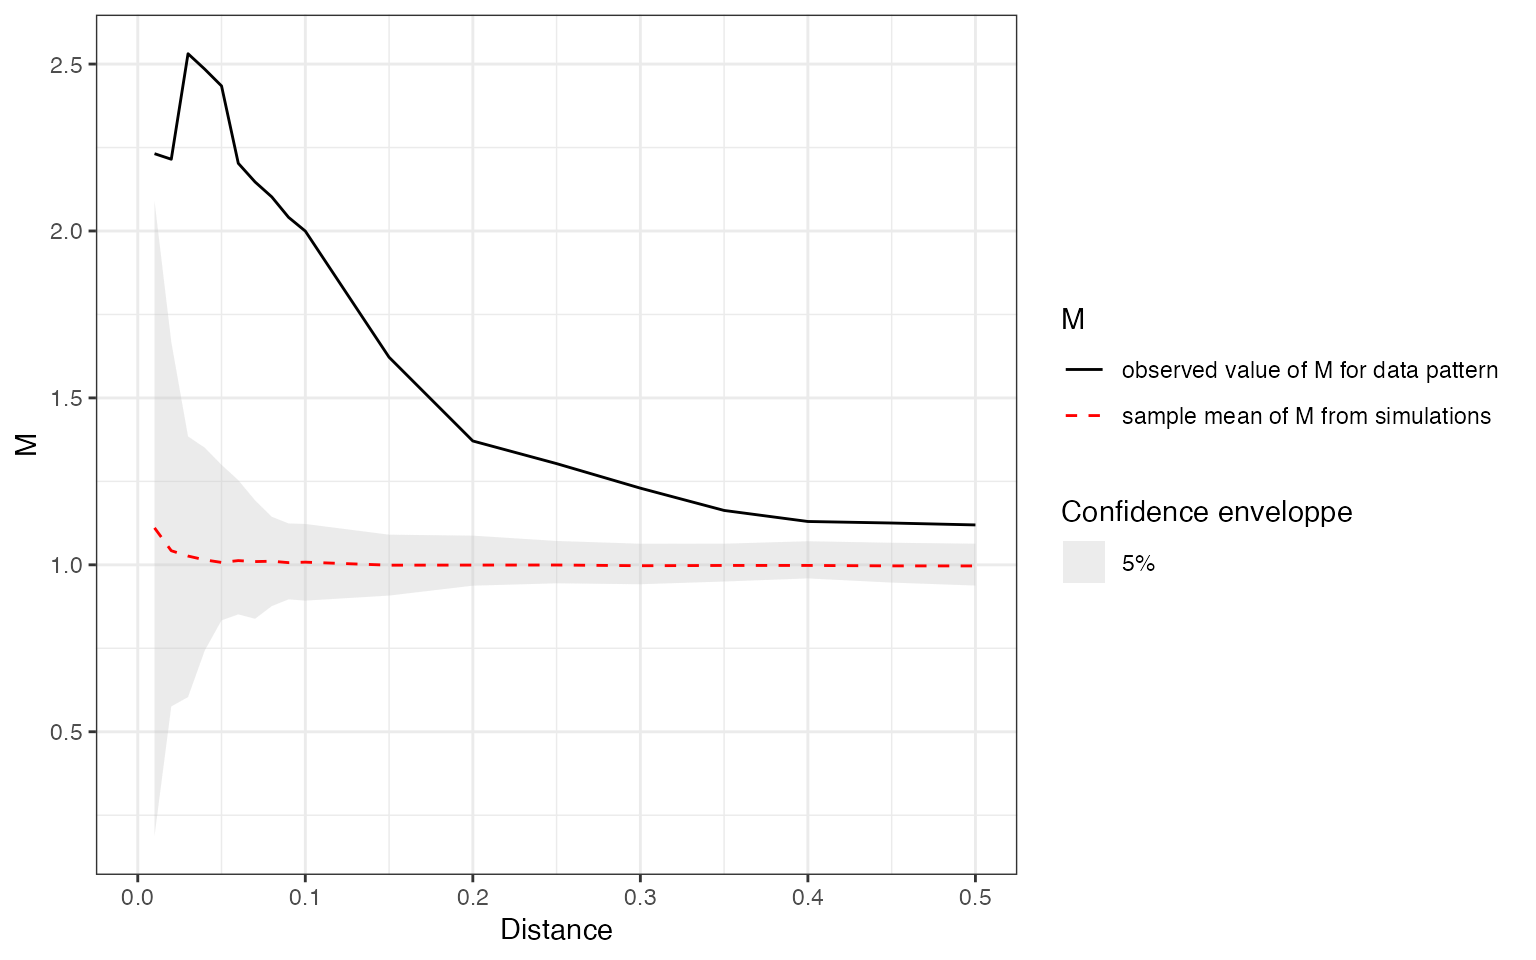 2.5
2.0
1.5
1.0
0.5
M
0.0
0.1
0.2
0.3
0.4
0.5
Distance
M
observed value of M for data pattern
sample mean of M from simulations
Confidence enveloppe
5%